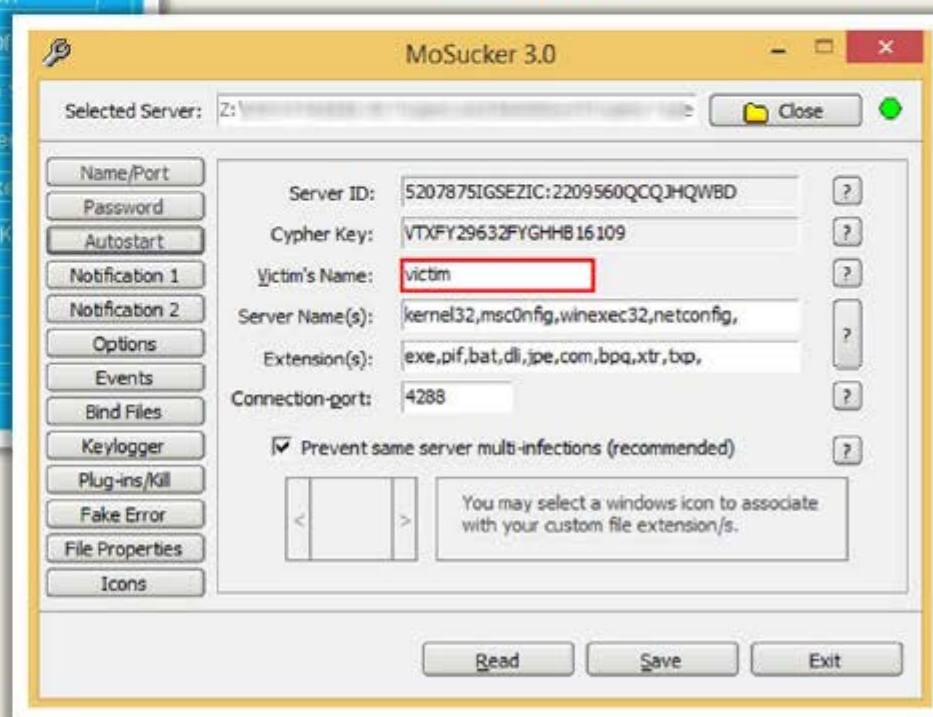 MoSucker 3.0
Selected Server: Z:\ Close
Name/Port
Password
Autostart
Notification 1
Notification 2
Options
Events
Bind Files
Keylogger
Plug-ins/Kill
Fake Error
File Properties
Icons
Server ID: 5207875IGSEZIC:2209560QCQJHQWBD ?
Cypher Key: VTXFY29632FYGHHB16109 ?
Victim's Name: victim ?
Server Name(s): kernel32,msc0nfig,winexec32,netconfig,
Extension(s): exe,pif,bat,dli,jpe,com,bpq,xtr,txp,
?
Connection-port: 4288 ?
Prevent same server multi-infections (recommended) ?
< >
You may select a windows icon to associate
with your custom file extension/s.
Read Save Exit